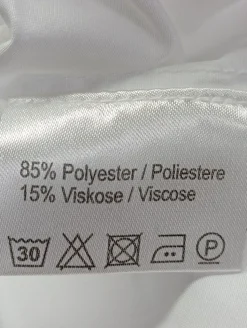 85% Polyester / Poliestere
15% Viskose / Viscose
30 P